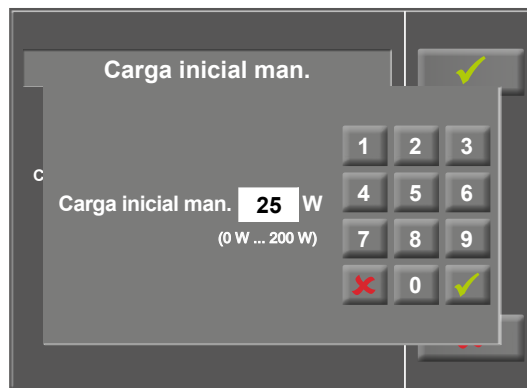 Carga inicial man.
1 2 3
C
Carga inicial man. 25 W
4 5 6
(0 W ... 200 W)
7 8 9
0